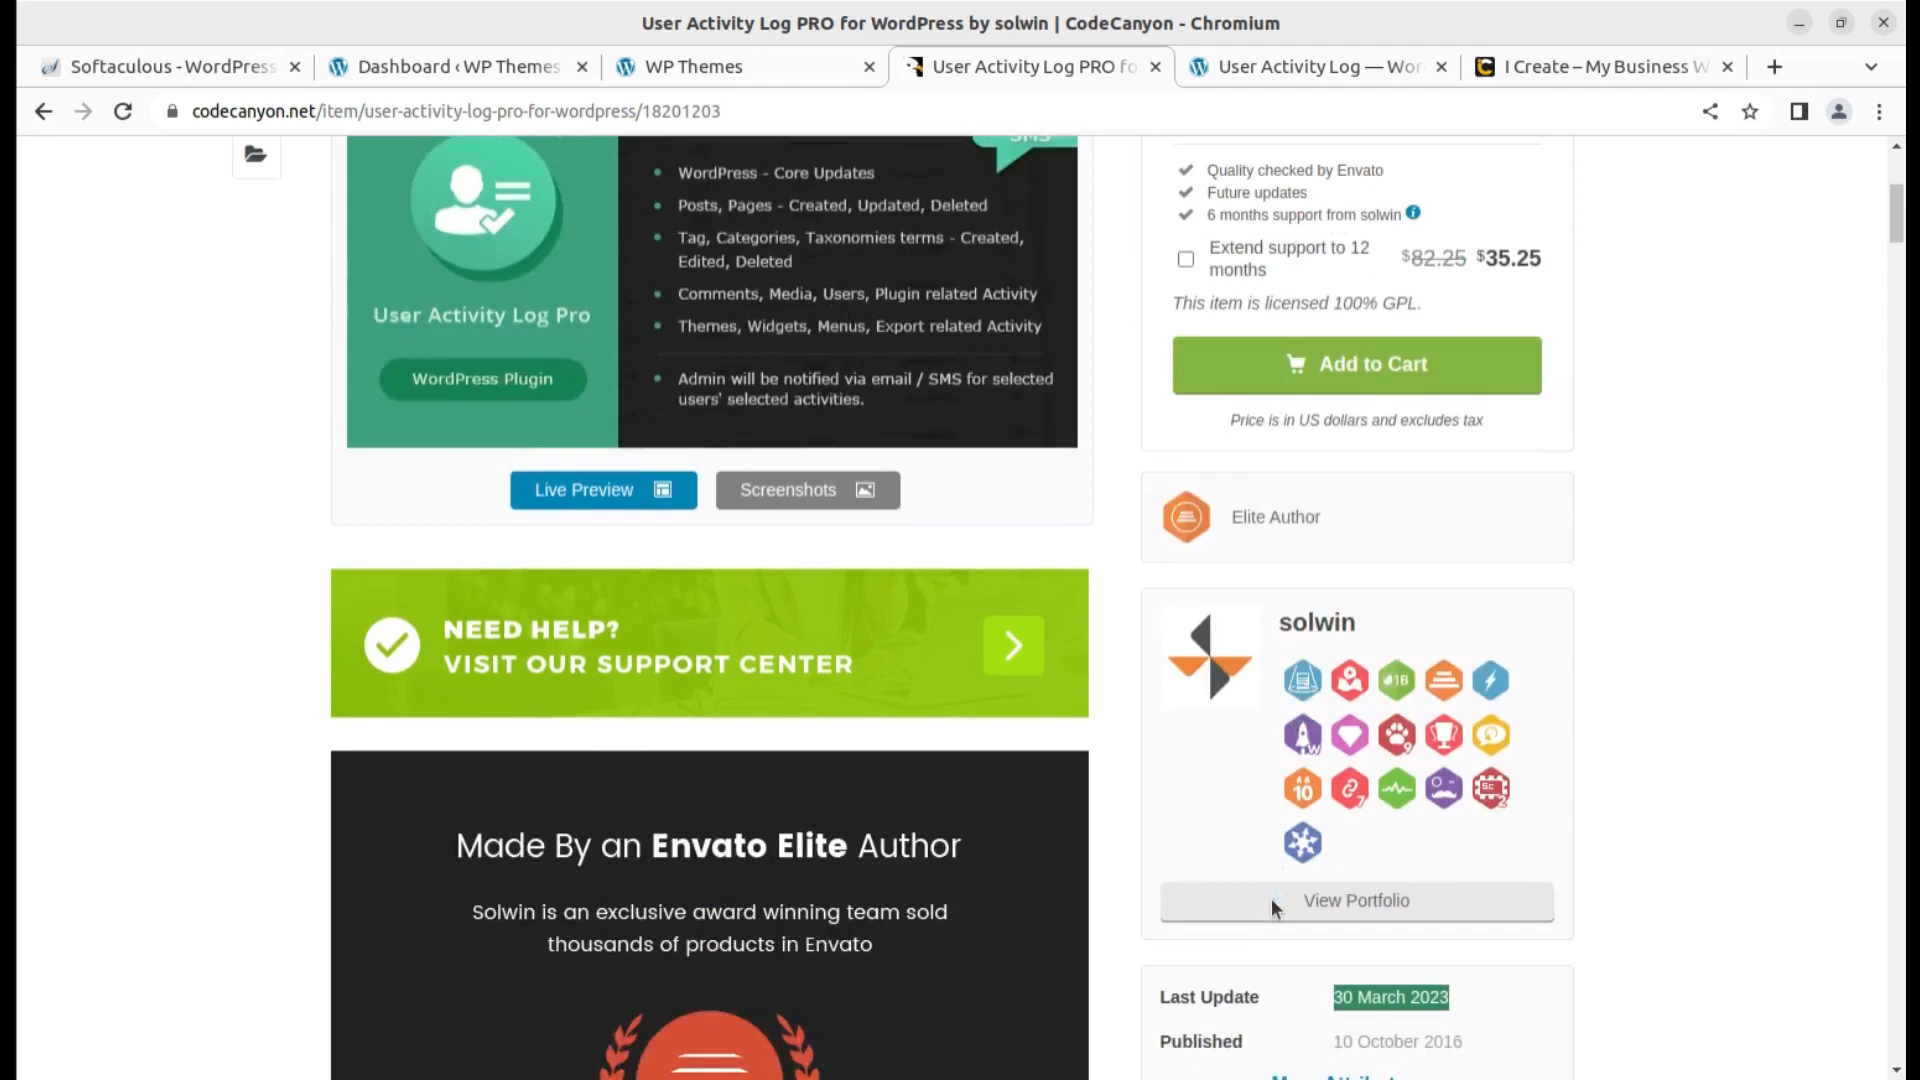 User Activity Log PRO for WordPress by solwin | CodeCanyon - Chromium
Softaculous - WordPress
Dashboard ‹ WP Themes
WP Themes
User Activity Log PRO fo
User Activity Log — Wor
I Create – My Business W
codecanyon.net/item/user-activity-log-pro-for-wordpress/18201203
User Activity Log Pro
WordPress Plugin
SMS
WordPress - Core Updates
Posts, Pages - Created, Updated, Deleted
Tag, Categories, Taxonomies terms - Created,
Edited, Deleted
Comments, Media, Users, Plugin related Activity
Themes, Widgets, Menus, Export related Activity
Admin will be notified via email / SMS for selected
users' selected activities.
Live Preview
Screenshots
NEED HELP?
VISIT OUR SUPPORT CENTER
Made By an Envato Elite Author
Solwin is an exclusive award winning team sold
thousands of products in Envato
Quality checked by Envato
Future updates
6 months support from solwin
Extend support to 12
months
$82.25 $35.25
This item is licensed 100% GPL.
Add to Cart
Price is in US dollars and excludes tax
Elite Author
solwin
1B
W
9
10
7
Sc
2
View Portfolio
Last Update 30 March 2023
Published 10 October 2016